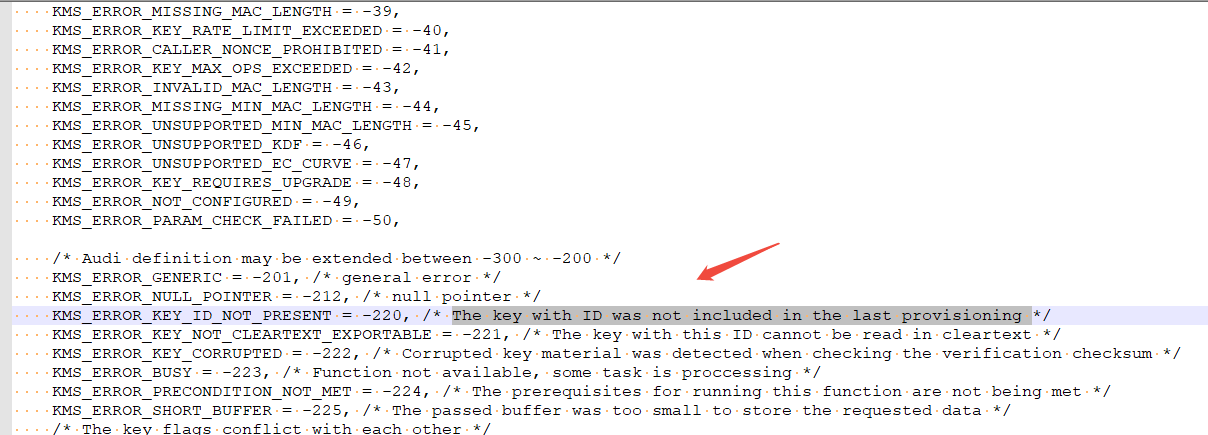 KMS_ERROR_MISSING_MAC_LENGTH = -39,
KMS_ERROR_KEY_RATE_LIMIT_EXCEEDED = -40,
KMS_ERROR_CALLER_NONCE_PROHIBITED = -41,
KMS_ERROR_KEY_MAX_OPS_EXCEEDED = -42,
KMS_ERROR_INVALID_MAC_LENGTH = -43,
KMS_ERROR_MISSING_MIN_MAC_LENGTH = -44,
KMS_ERROR_UNSUPPORTED_MIN_MAC_LENGTH = -45,
KMS_ERROR_UNSUPPORTED_KDF = -46,
KMS_ERROR_UNSUPPORTED_EC_CURVE = -47,
KMS_ERROR_KEY_REQUIRES_UPGRADE = -48,
KMS_ERROR_NOT_CONFIGURED = -49,
KMS_ERROR_PARAM_CHECK_FAILED = -50,
/* Audi definition may be extended between -300 ~ -200 */
KMS_ERROR_GENERIC = -201, /* general error */
KMS_ERROR_NULL_POINTER = -212, /* null pointer */
KMS_ERROR_KEY_ID_NOT_PRESENT = -220, /* The key with ID was not included in the last provisioning */
KMS_ERROR_KEY_NOT_CLEARTEXT_EXPORTABLE = -221, /* The key with this ID cannot be read in cleartext */
KMS_ERROR_KEY_CORRUPTED = -222, /* Corrupted key material was detected when checking the verification checksum */
KMS_ERROR_BUSY = -223, /* Function not available, some task is proccessing */
KMS_ERROR_PRECONDITION_NOT_MET = -224, /* The prerequisites for running this function are not being met */
KMS_ERROR_SHORT_BUFFER = -225, /* The passed buffer was too small to store the requested data */
/* The key flags conflict with each other */